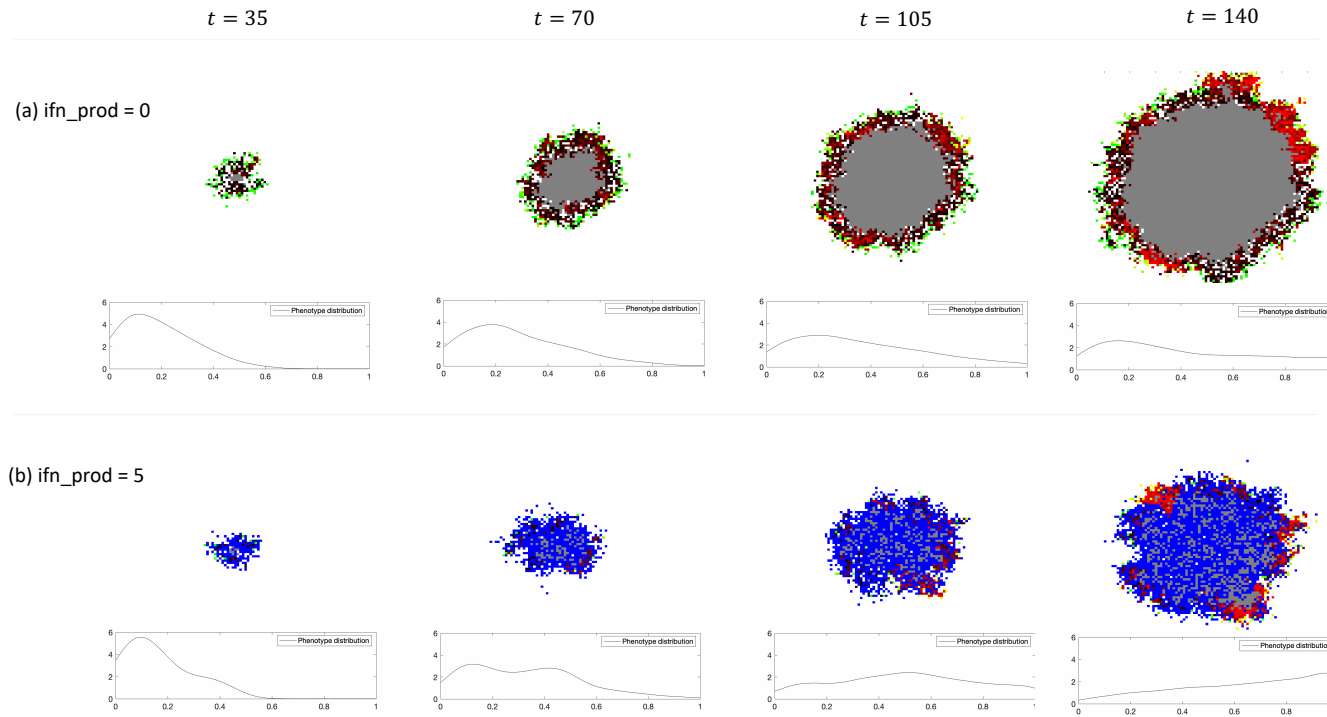 t = 35 t = 70 t = 105 t = 140
(a) ifn_prod = 0
6 4 2 0 Phenotype distribution 0 0.2 0.4 0.6 0.8 1
6 4 2 0 Phenotype distribution 0 0.2 0.4 0.6 0.8 1
6 4 2 0 Phenotype distribution 0 0.2 0.4 0.6 0.8 1
6 4 2 0 Phenotype distribution 0 0.2 0.4 0.6 0.8
(b) ifn_prod = 5
6 4 2 0 Phenotype distribution 0 0.2 0.4 0.6 0.8 1
6 4 2 0 Phenotype distribution 0 0.2 0.4 0.6 0.8 1
6 4 2 0 Phenotype distribution 0 0.2 0.4 0.6 0.8 1
6 4 2 0 Phenotype distribution 0 0.2 0.4 0.6 0.8